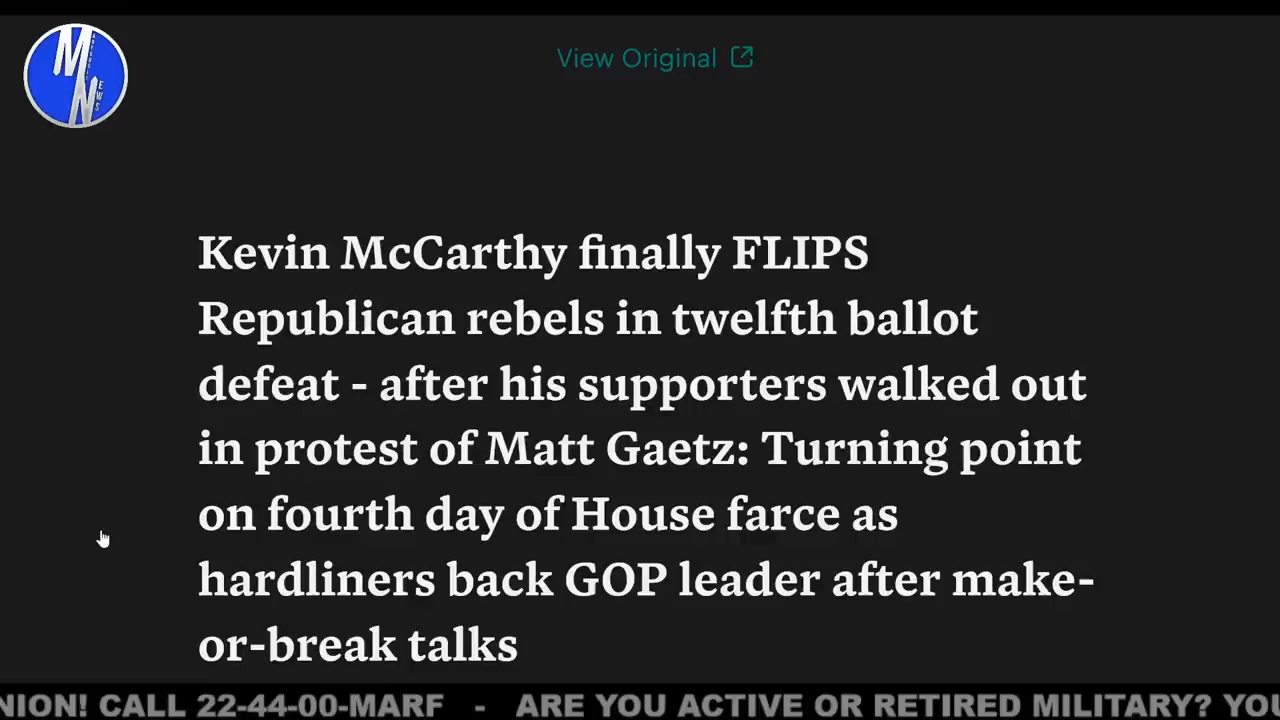 View Original
Kevin McCarthy finally FLIPS
Republican rebels in twelfth ballot
defeat - after his supporters walked out
in protest of Matt Gaetz: Turning point
on fourth day of House farce as
hardliners back GOP leader after make-
or-break talks
NION! CALL 22-44-00-MARF - ARE YOU ACTIVE OR RETIRED MILITARY? YOU